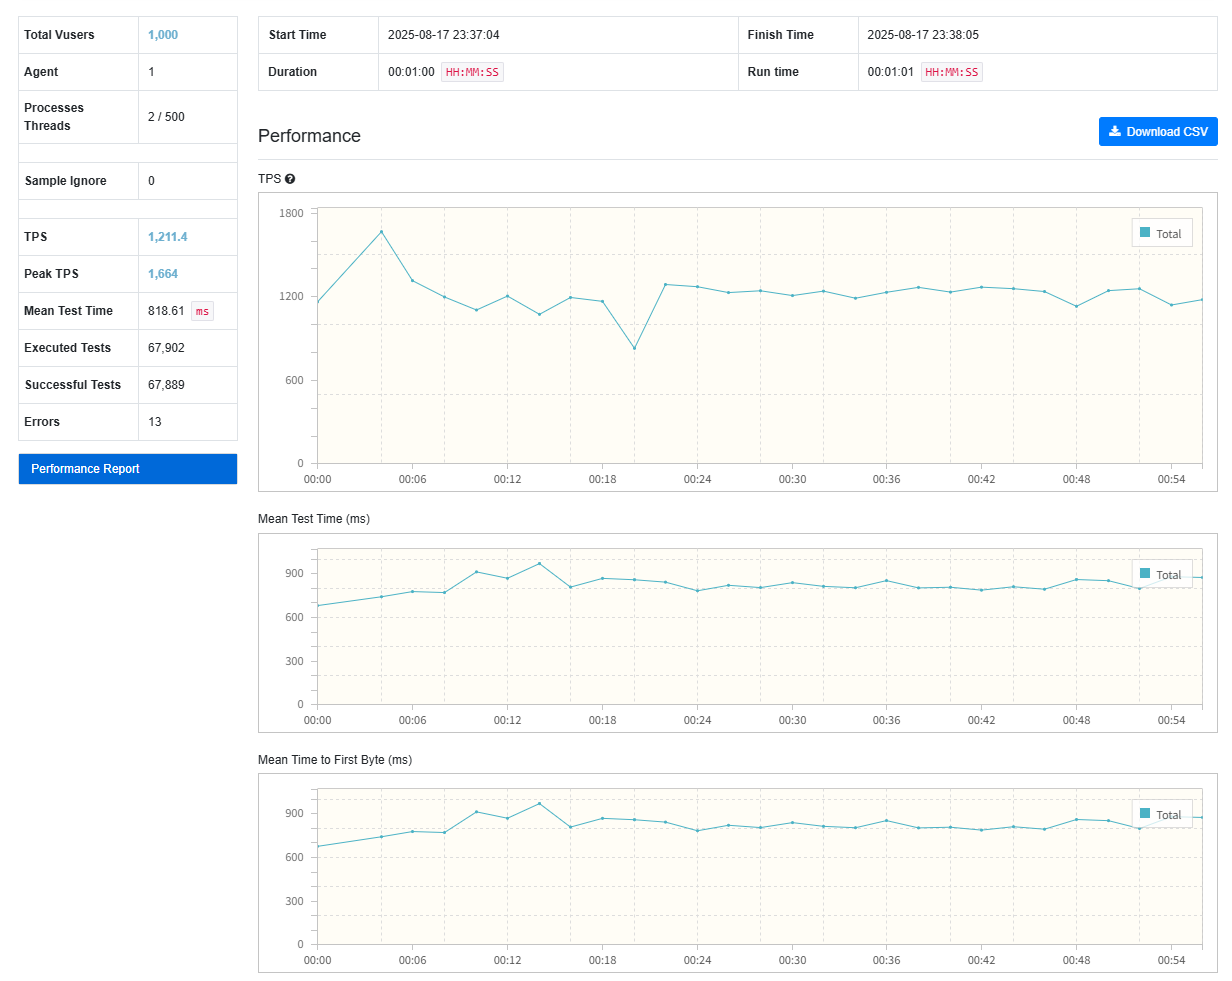 Total Vusers 1,000
Agent 1
Processes
Threads 2 / 500
Sample Ignore 0
TPS 1,211.4
Peak TPS 1,664
Mean Test Time 818.61 ms
Executed Tests 67,902
Successful Tests 67,889
Errors 13
Performance Report
Start Time 2025-08-17 23:37:04 Finish Time 2025-08-17 23:38:05
Duration 00:01:00 HH:MM:SS Run time 00:01:01 HH:MM:SS
Performance
Download CSV
TPS
1800
1200
600
0
Total
00:00 00:06 00:12 00:18 00:24 00:30 00:36 00:42 00:48 00:54
Mean Test Time (ms)
900
600
300
0
Total
00:00 00:06 00:12 00:18 00:24 00:30 00:36 00:42 00:48 00:54
Mean Time to First Byte (ms)
900
600
300
0
Total
00:00 00:06 00:12 00:18 00:24 00:30 00:36 00:42 00:48 00:54